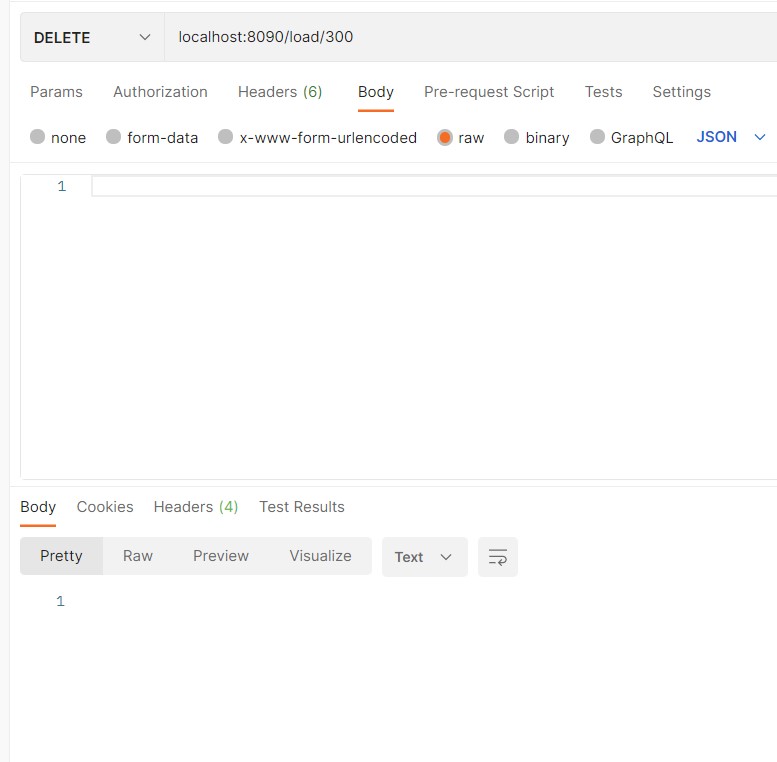 DELETE localhost:8090/load/300
Params Authorization Headers (6) Body Pre-request Script Tests Settings
none form-data x-www-form-urlencoded raw binary GraphQL JSON
1
Body Cookies Headers (4) Test Results
Pretty Raw Preview Visualize Text
1